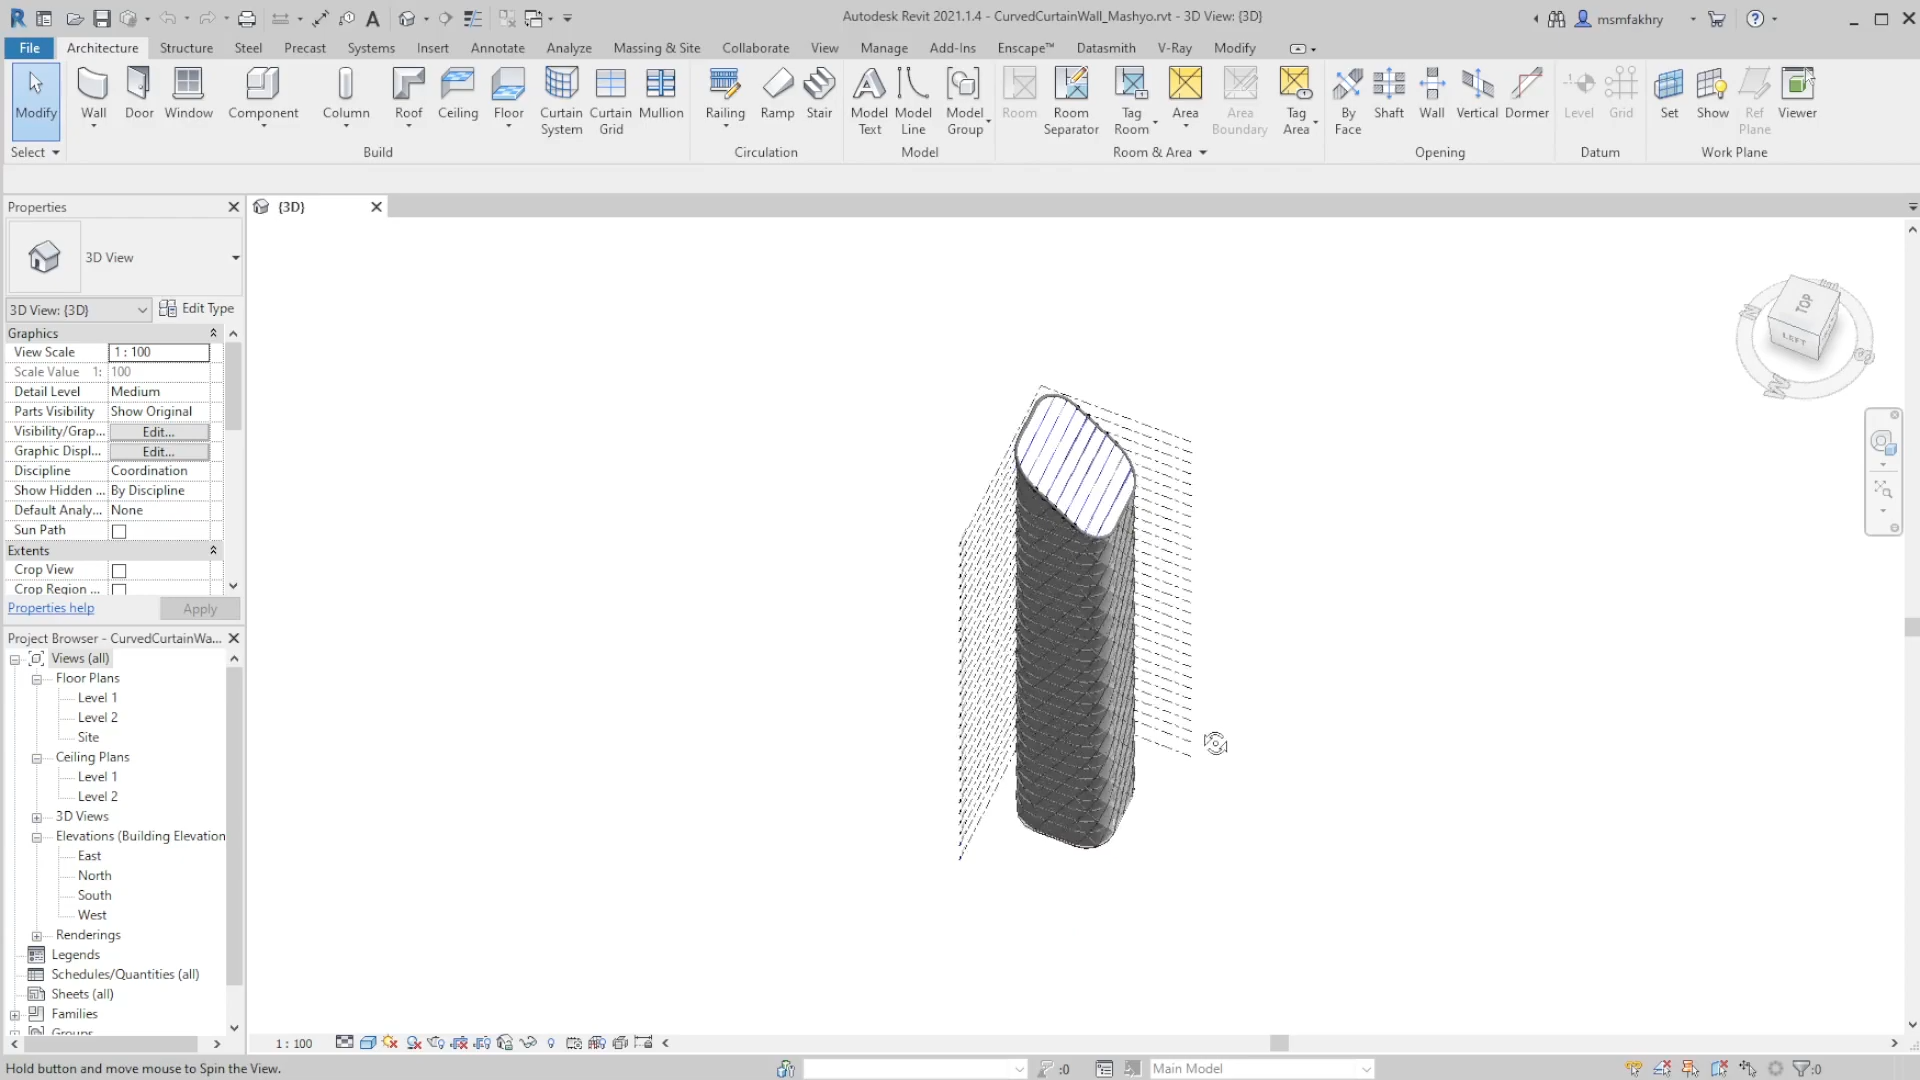 Autodesk Revit 2021.1.4 - CurvedCurtainWall_Mashyo.rvt - 3D View: {3D}
msmfakhry
File Architecture Structure Steel Precast Systems Insert Annotate Analyze Massing & Site Collaborate View Manage Add-Ins Enscape™ Datasmith V-Ray Modify
Modify Wall Door Window Component Column Roof Ceiling Floor Curtain System Curtain Grid Mullion Railing Ramp Stair Model Text Model Line Model Group Room Room Separator Tag Room Area Area Boundary Tag Area By Face Shaft Wall Vertical Dormer Level Grid Set Show Ref Plane Viewer
Select Build Circulation Model Room & Area Opening Datum Work Plane
Properties
{3D}
3D View
3D View: {3D} Edit Type
Graphics
View Scale 1 : 100
Scale Value 1: 100
Detail Level Medium
Parts Visibility Show Original
Visibility/Grap... Edit...
Graphic Displ... Edit...
Discipline Coordination
Show Hidden ... By Discipline
Default Analy... None
Sun Path
Extents
Crop View
Crop Region ...
Properties help Apply
Project Browser - CurvedCurtainWa...
Views (all)
Floor Plans
Level 1
Level 2
Site
Ceiling Plans
Level 1
Level 2
3D Views
Elevations (Building Elevation
East
North
South
West
Renderings
Legends
Schedules/Quantities (all)
Sheets (all)
Families
Groups
TOP
LEFT
N
W
1 : 100
Hold button and move mouse to Spin the View.
:0
Main Model
:0